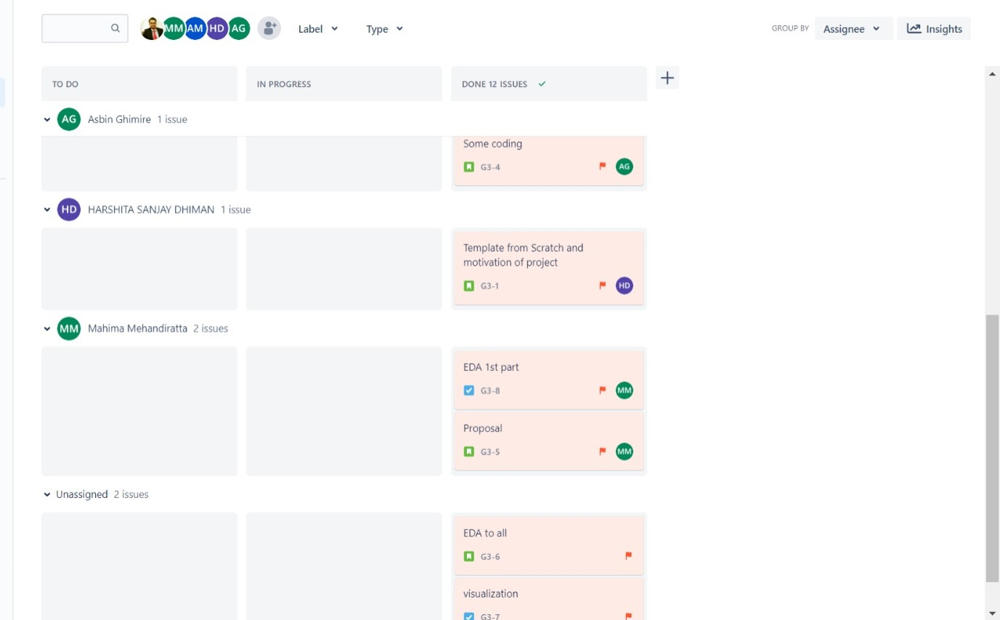 MM AM HD AG Label Type GROUP BY Assignee Insights
TO DO IN PROGRESS DONE 12 ISSUES
AG Asbin Ghimire 1 issue
Some coding
G3-4 AG
HD HARSHITA SANJAY DHIMAN 1 issue
Template from Scratch and
motivation of project
G3-1 HD
MM Mahima Mehandiratta 2 issues
EDA 1st part
G3-8 MM
Proposal
G3-5 MM
Unassigned 2 issues
EDA to all
G3-6
visualization
G3-7